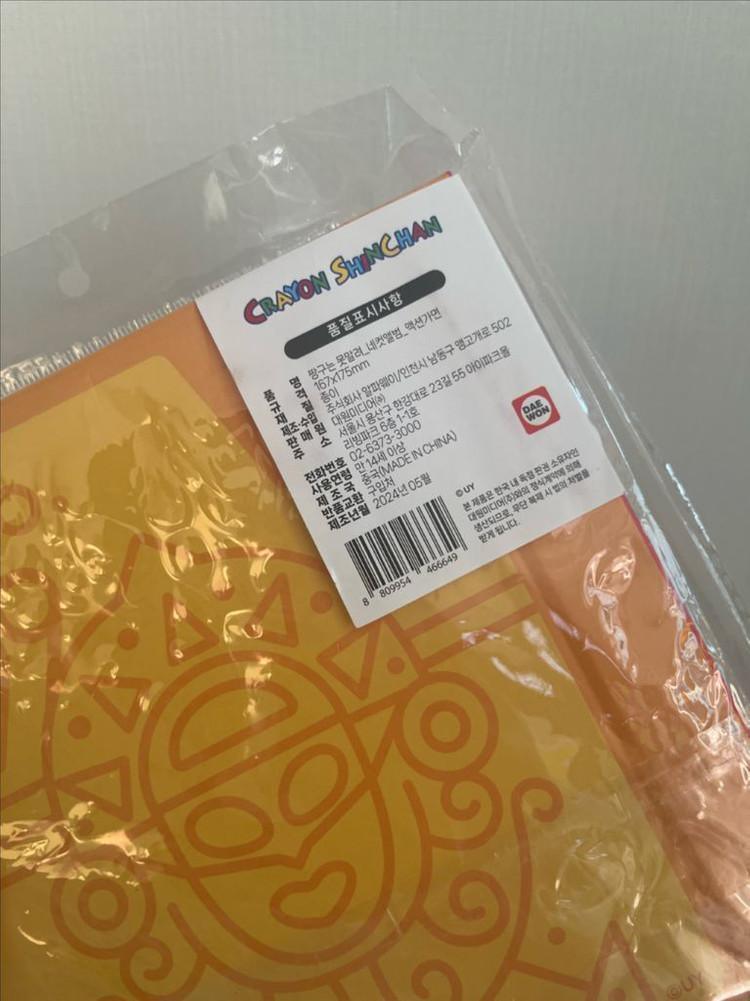 CRAYON SHINCHAN
품질표시사항
품 명 짱구는 못말려_네컷앨범_액션가면
규 격 167x175mm
재 질 종이
제조·수입 주식회사 알파웨이/인천시 남동구 앵고개로 502
판 매 원 대원미디어㈜
주 소 서울시 용산구 한강대로 23길 55 아이파크몰
리빙파크 6층 1-1호
전화번호 02-6373-3000
사용연령 만 14세 이상
제 조 국 중국(MADE IN CHINA)
반품교환 구입처
제조년월 2024년 05월
DAE
WON
©UY
본 제품은 한국 내 독점 판권 소유자인
대원미디어(주)와의 정식계약에 의해
생산되므로, 무단 복제 시 법의 처벌을
받게 됩니다.
8 809954 466649
©UY